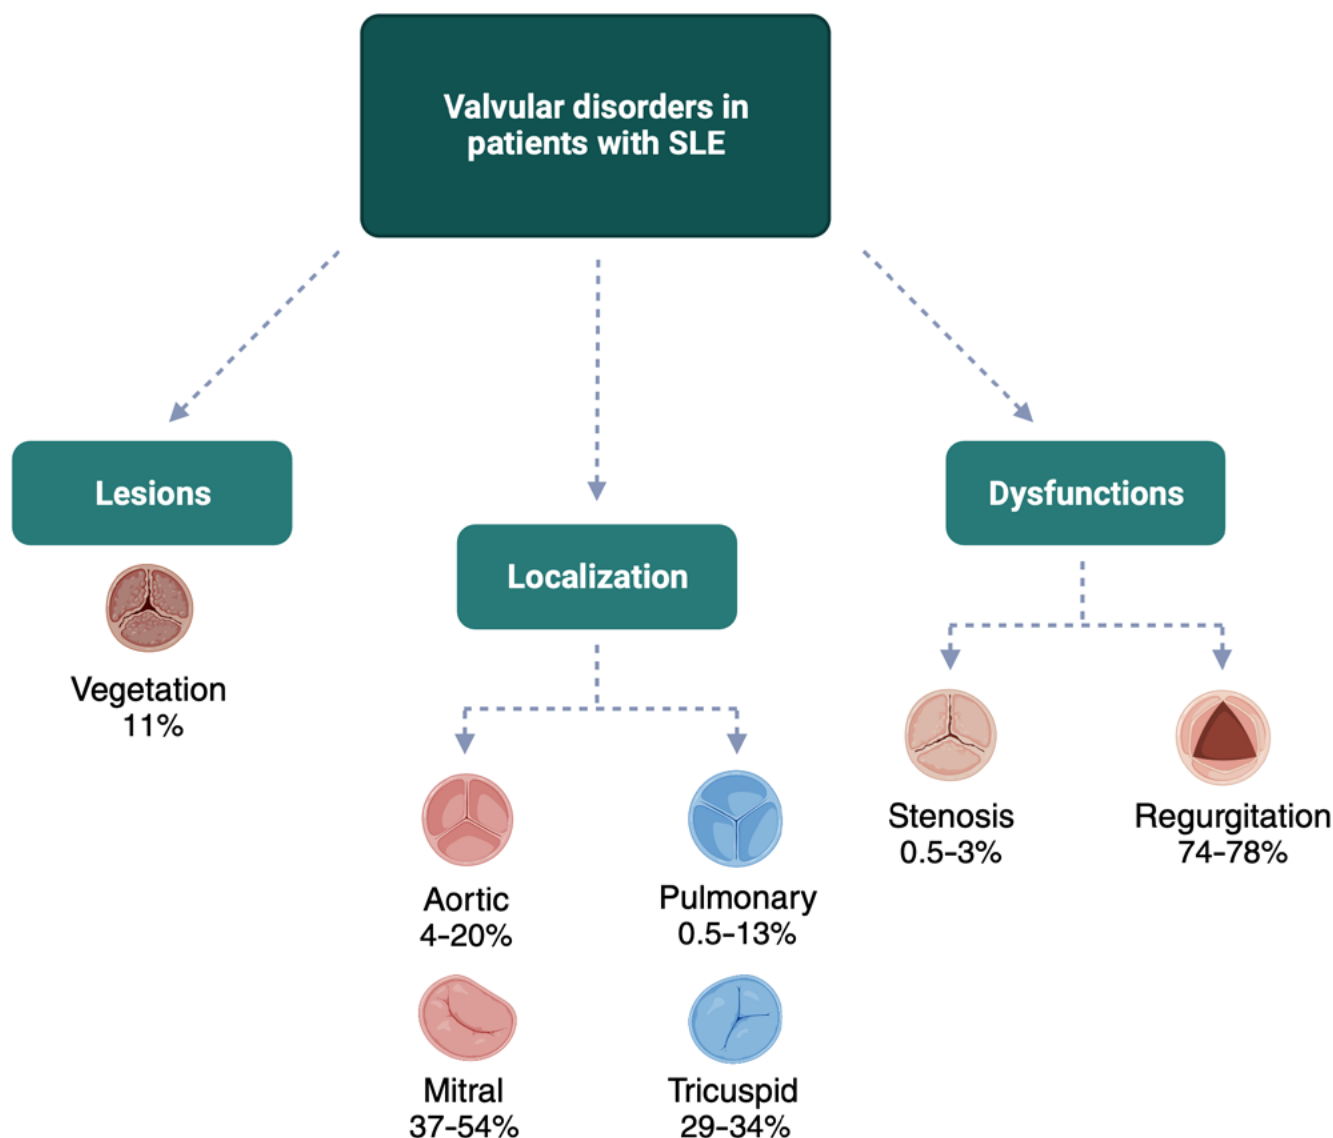 Valvular disorders in
patients with SLE
Lesions
Vegetation
11%
Localization
Aortic
4-20%
Pulmonary
0.5-13%
Mitral
37-54%
Tricuspid
29-34%
Dysfunctions
Stenosis
0.5-3%
Regurgitation
74-78%